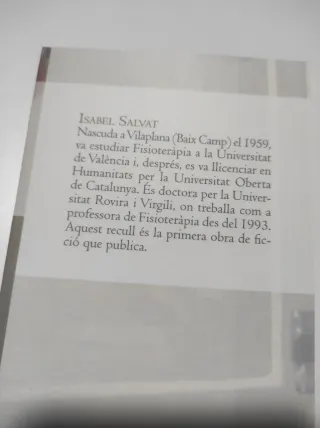 Isabel Salvat
Nascuda a Vilaplana (Baix Camp) el 1959,
va estudiar Fisioteràpia a la Universitat
de València i, després, es va llicenciar en
Humanitats per la Universitat Oberta
de Catalunya. És doctora per la Univer-
sitat Rovira i Virgili, on treballa com a
professora de Fisioteràpia des del 1993.
Aquest recull és la primera obra de fic-
ció que publica.